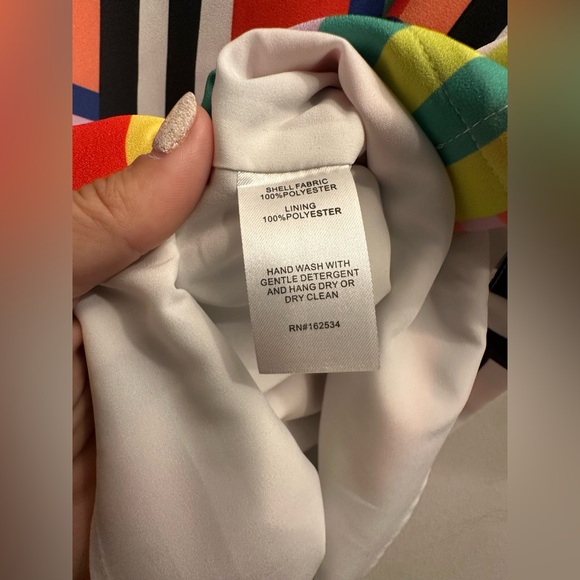 SHELL FABRIC
100%POLYESTER
LINING
100%POLYESTER
HAND WASH WITH
GENTLE DETERGENT
AND HANG DRY OR
DRY CLEAN
RN#162534